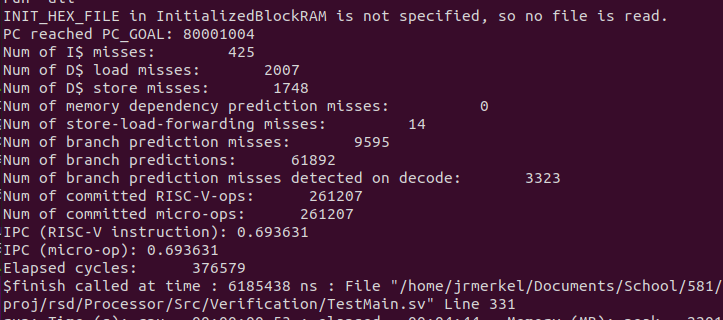 INIT_HEX_FILE in InitializedBlockRAM is not specified, so no file is read.
PC reached PC_GOAL: 80001004
Num of I$ misses: 425
Num of D$ load misses: 2007
Num of D$ store misses: 1748
Num of memory dependency prediction misses: 0
Num of store-load-forwarding misses: 14
Num of branch prediction misses: 9595
Num of branch predictions: 61892
Num of branch prediction misses detected on decode: 3323
Num of committed RISC-V-ops: 261207
Num of committed micro-ops: 261207
IPC (RISC-V instruction): 0.693631
IPC (micro-op): 0.693631
Elapsed cycles: 376579
$finish called at time : 6185438 ns : File "/home/jrmerkel/Documents/School/581/
proj/rsd/Processor/Src/Verification/TestMain.sv" Line 331